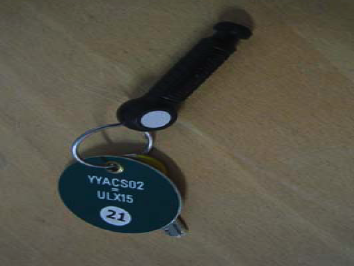 YYACS02
=
ULX15
21